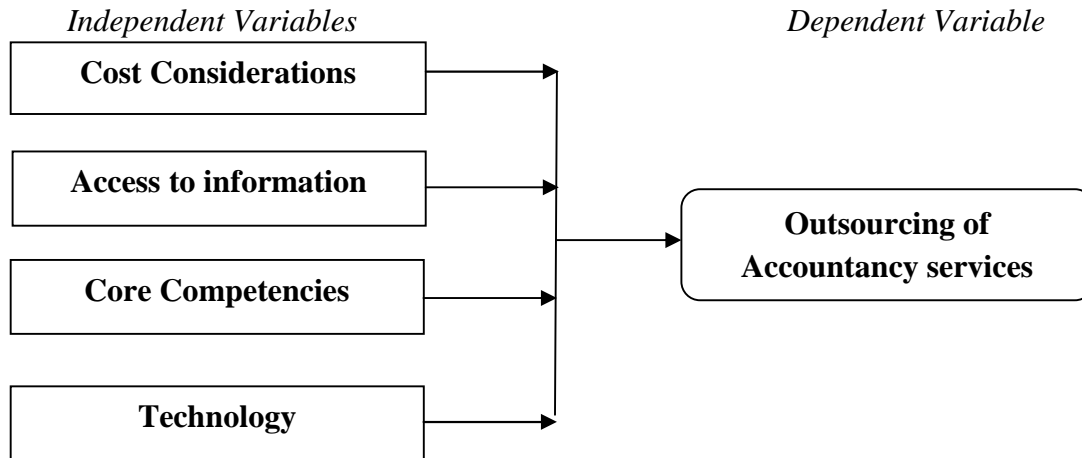 Independent Variables
Dependent Variable
Cost Considerations
Access to information
Core Competencies
Technology
Outsourcing of
Accountancy services